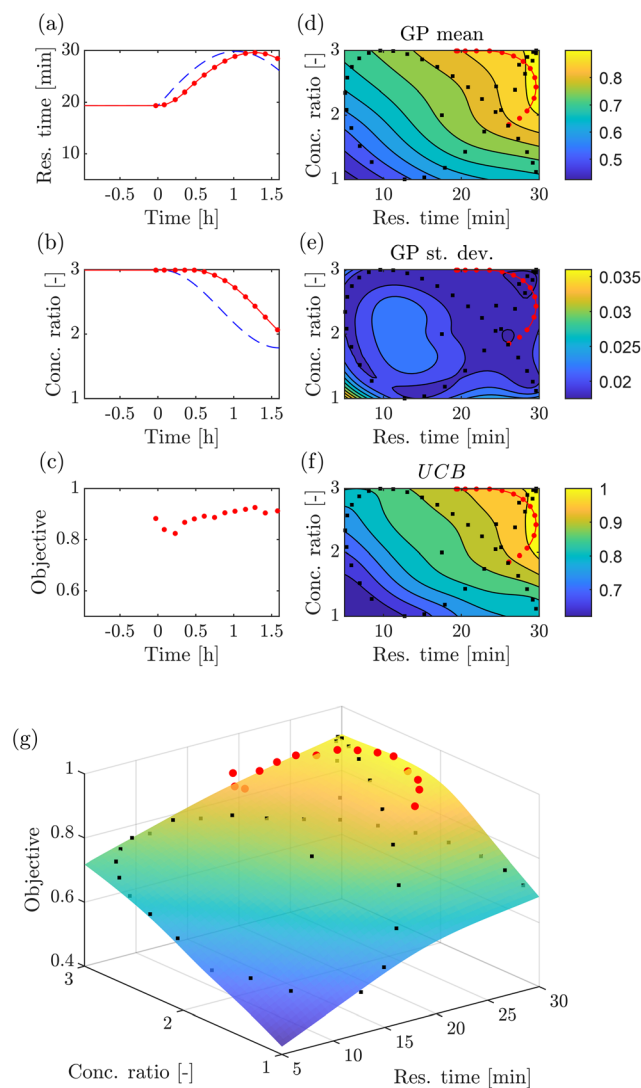 (a)
30
20
10
Res. time [min]
-0.5 0 0.5 1 1.5
Time [h]
(d)
GP mean
3
2
1
Conc. ratio [-]
10 20 30
Res. time [min]
0.8
0.7
0.6
0.5
(b)
3
2
1
Conc. ratio [-]
-0.5 0 0.5 1 1.5
Time [h]
(e)
GP st. dev.
3
2
1
Conc. ratio [-]
10 20 30
Res. time [min]
0.035
0.03
0.025
0.02
(c)
1
0.8
0.6
Objective
-0.5 0 0.5 1 1.5
Time [h]
(f)
UCB
3
2
1
Conc. ratio [-]
10 20 30
Res. time [min]
1
0.9
0.8
0.7
(g)
1
0.8
0.6
0.4
Objective
3
2
1
Conc. ratio [-]
5
10
15
20
25
30
Res. time [min]